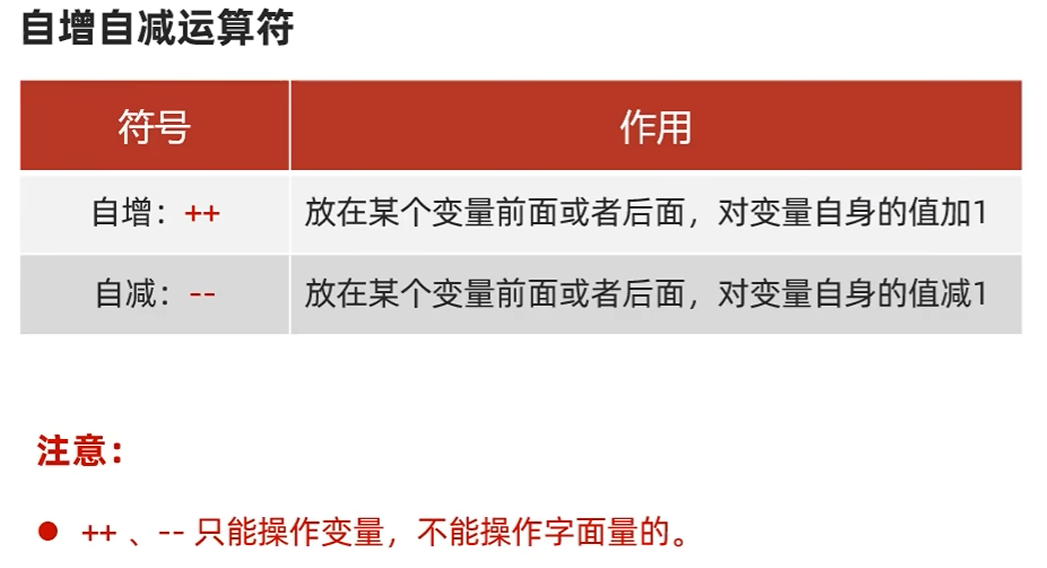 自增自减运算符
符号 作用
自增：++ 放在某个变量前面或者后面，对变量自身的值加1
自减：-- 放在某个变量前面或者后面，对变量自身的值减1
注意：
● ++ 、-- 只能操作变量，不能操作字面量的。